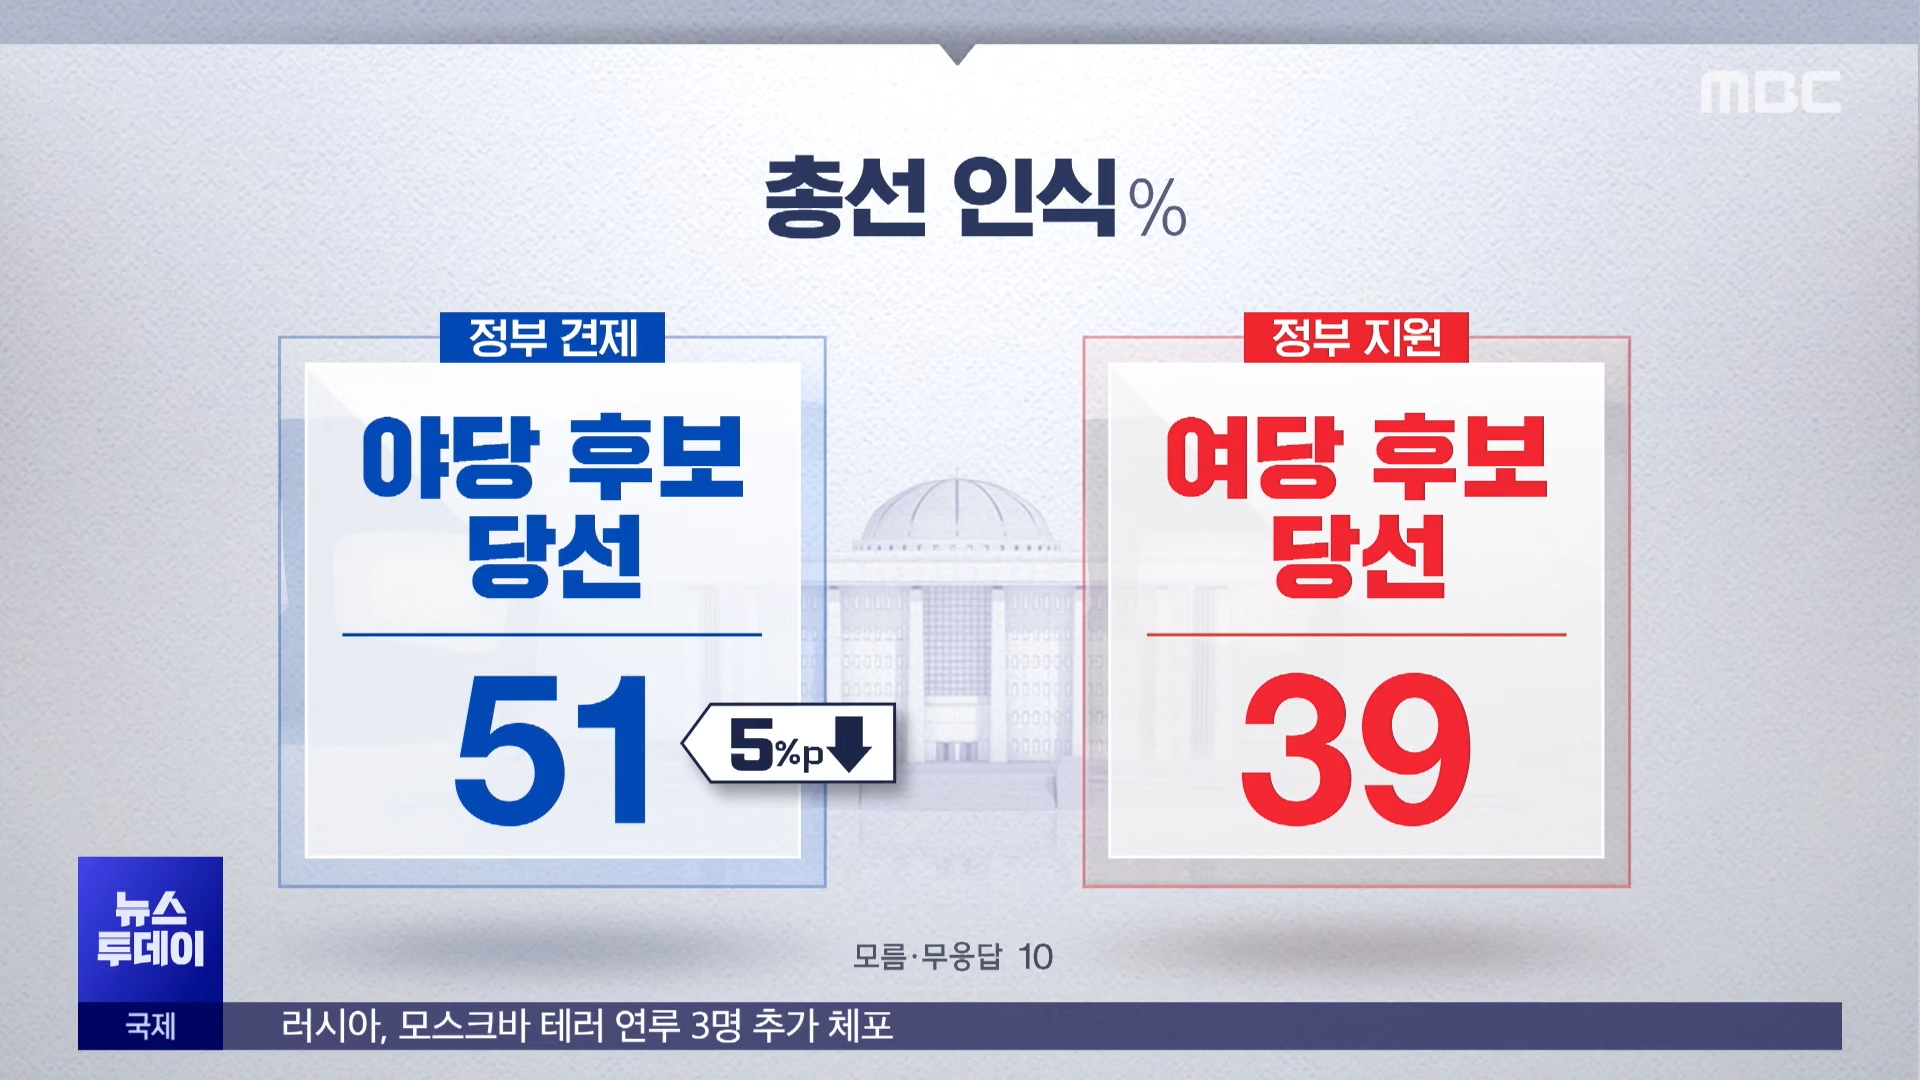 MBC
총선 인식 %
정부 견제
야당 후보
당선
51
5%p⬇
정부 지원
여당 후보
당선
39
모름·무응답 10
뉴스
투데이
국제
러시아, 모스크바 테러 연루 3명 추가 체포